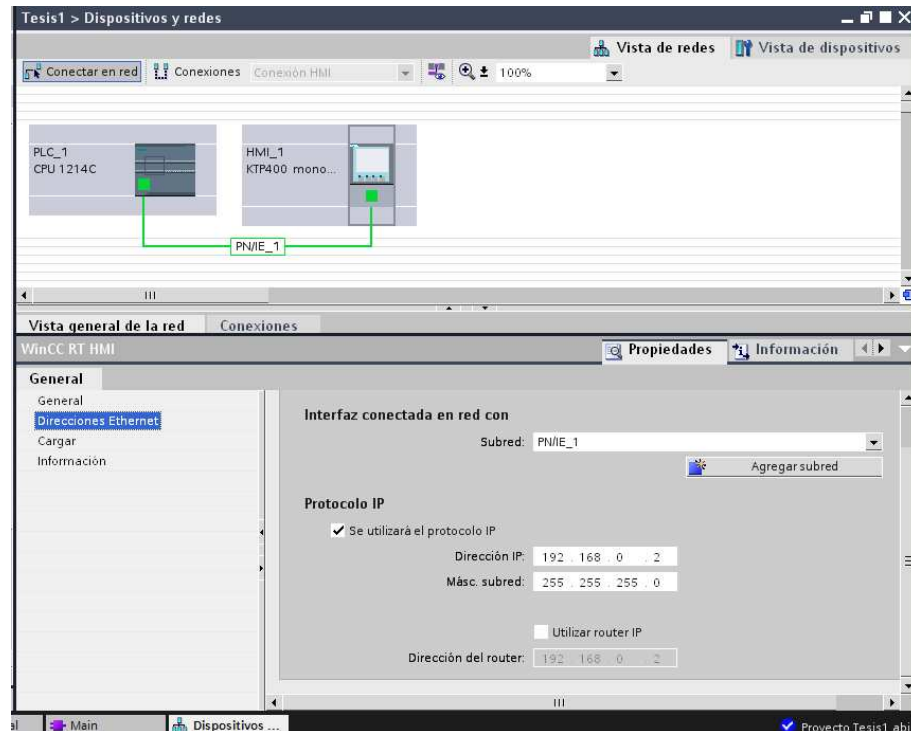 Tesis1 > Dispositivos y redes
Vista de redes Vista de dispositivos
Conectar en red Conexiones Conexión HMI 100%
PLC_1
CPU 1214C
HMI_1
KTP400 mono...
PN/IE_1
Vista general de la red Conexiones
WinCC RT HMI Propiedades Información
General
General
Direcciones Ethernet
Cargar
Información
Interfaz conectada en red con
Subred: PN/IE_1
Agregar subred
Protocolo IP
Se utilizará el protocolo IP
Dirección IP: 192 . 168 . 0 . 2
Másc. subred: 255 . 255 . 255 . 0
Utilizar router IP
Dirección del router: 192 . 168 . 0 . 2
al Main Dispositivos ... Proyecto Tesis1 abi